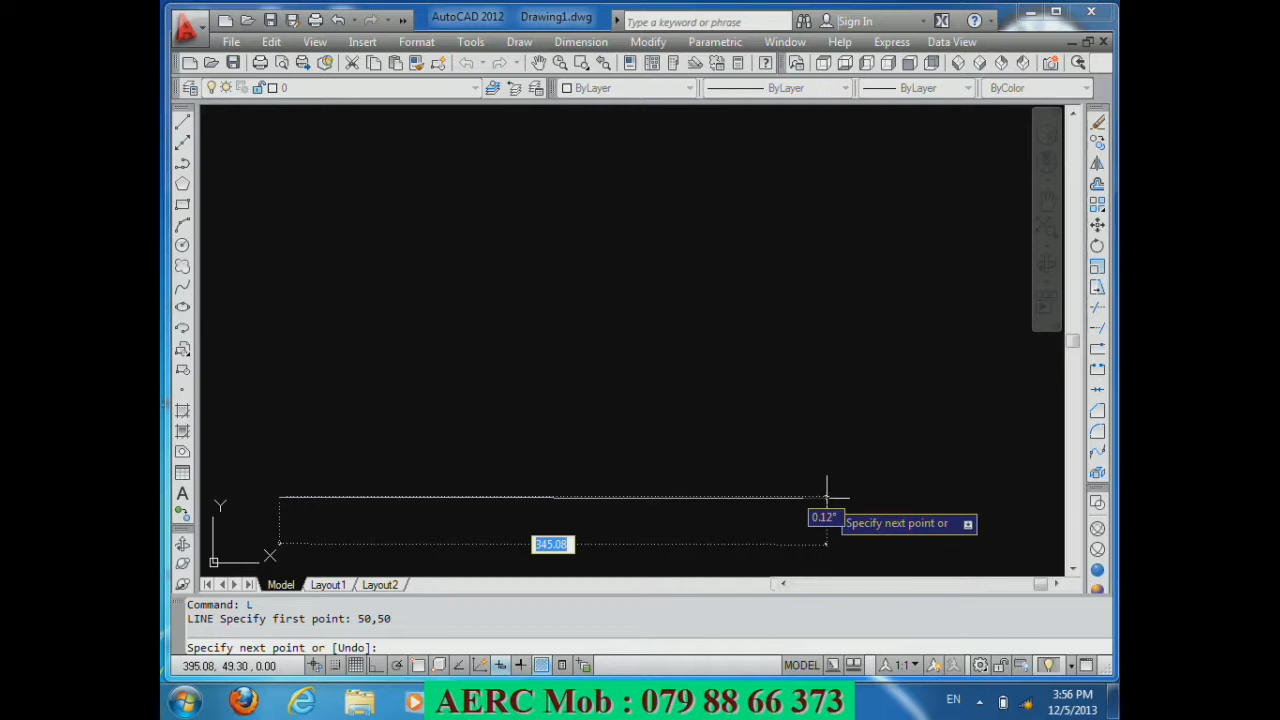 AutoCAD 2012 Drawing1.dwg
Type a keyword or phrase
Sign In
File Edit View Insert Format Tools Draw Dimension Modify Parametric Window Help Express Data View
0
ByLayer
ByLayer
ByLayer
ByColor
Y
X
0.12°
Specify next point or
345.08
Model Layout1 Layout2
Command: L
LINE Specify first point: 50,50
Specify next point or [Undo]:
395.08, 49.30, 0.00
MODEL
1:1
AERC Mob : 079 88 66 373
EN
3:56 PM
12/5/2013